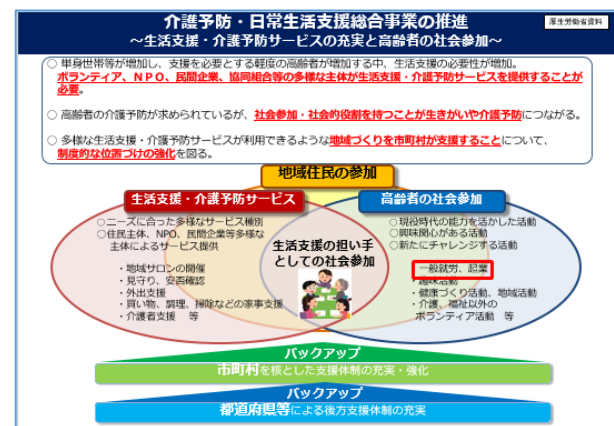 介護予防・日常生活支援総合事業の推進
～生活支援・介護予防サービスの充実と高齢者の社会参加～
厚生労働省資料
○ 単身世帯等が増加し、支援を必要とする軽度の高齢者が増加する中、生活支援の必要性が増加。
ボランティア、ＮＰＯ、民間企業、協同組合等の多様な主体が生活支援・介護予防サービスを提供することが
必要。
○ 高齢者の介護予防が求められているが、社会参加・社会的役割を持つことが生きがいや介護予防につながる。
○ 多様な生活支援・介護予防サービスが利用できるような地域づくりを市町村が支援することについて、
制度的な位置づけの強化を図る。
地域住民の参加
生活支援・介護予防サービス
○ニーズに合った多様なサービス種別
○住民主体、NPO、民間企業等多様な
主体によるサービス提供
・地域サロンの開催
・見守り、安否確認
・外出支援
・買い物、調理、掃除などの家事支援
・介護者支援　等
生活支援の担い手
としての社会参加
高齢者の社会参加
○現役時代の能力を活かした活動
○興味関心がある活動
○新たにチャレンジする活動
・一般就労、起業
・趣味活動
・健康づくり活動、地域活動
・介護、福祉以外の
ボランティア活動　等
バックアップ
市町村を核とした支援体制の充実・強化
バックアップ
都道府県等による後方支援体制の充実